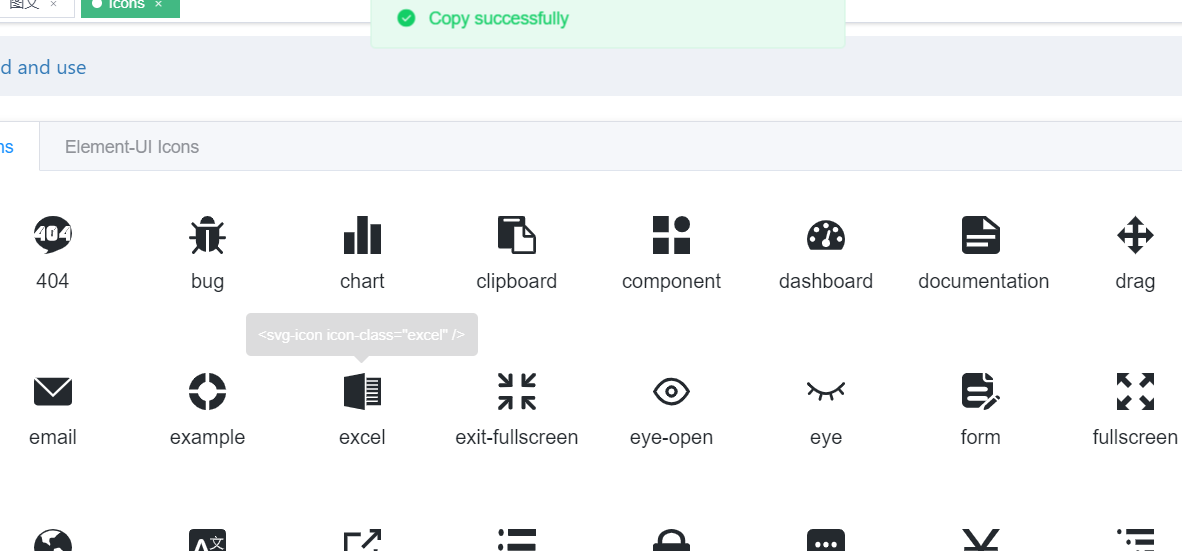 图文 ×
Icons ×
Copy successfully
d and use
ns
Element-UI Icons
404
404
bug
chart
clipboard
component
dashboard
documentation
drag
<svg-icon icon-class="excel" />
email
example
excel
exit-fullscreen
eye-open
eye
form
fullscreen
A文